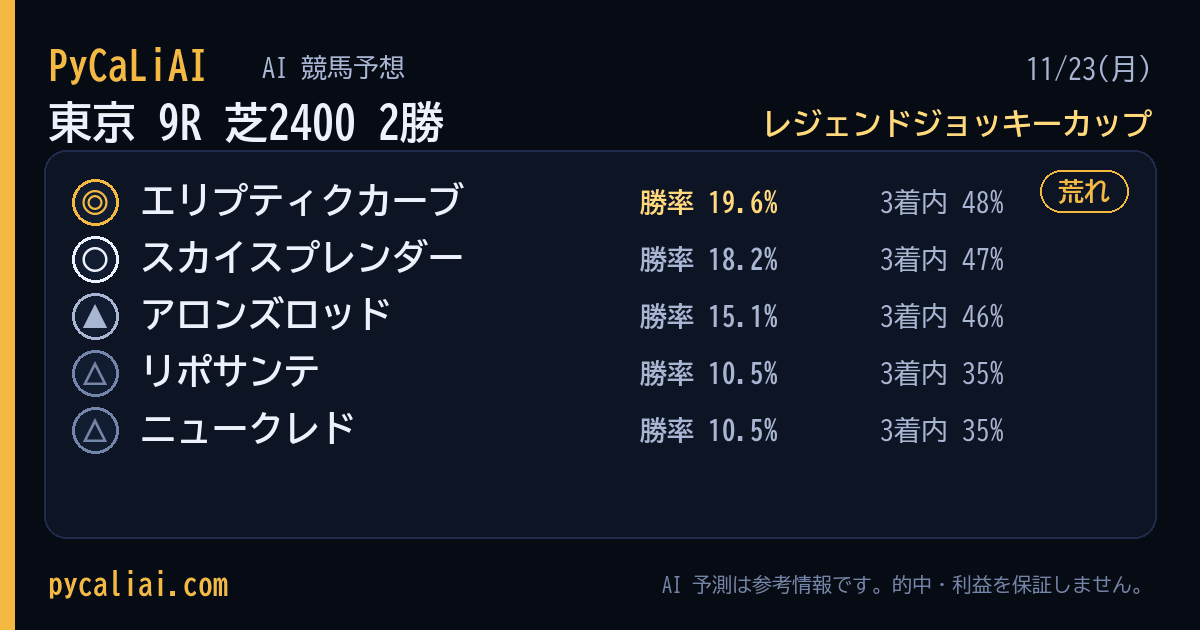 PyCaLiAI AI 競馬予想 11/23(月)
東京 9R 芝2400 2勝 レジェンドジョッキーカップ
◎ エリプティクカーブ 勝率 19.6% 3着内 48% 荒れ
○ スカイスプレンダー 勝率 18.2% 3着内 47%
▲ アロンズロッド 勝率 15.1% 3着内 46%
△ リポサンテ 勝率 10.5% 3着内 35%
△ ニュークレド 勝率 10.5% 3着内 35%
pycaliai.com AI 予測は参考情報です。的中・利益を保証しません。